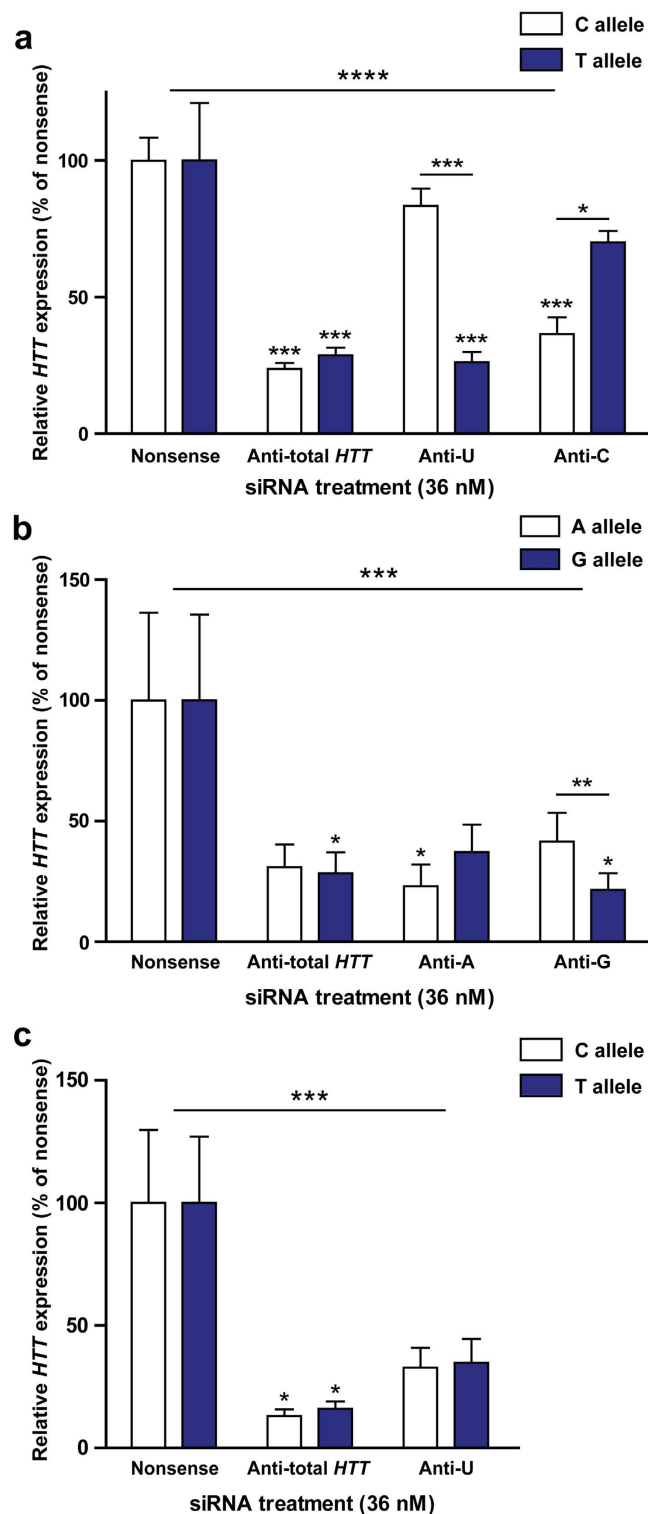 a
C allele
T allele
Relative HTT expression (% of nonsense)
100
50
0
****
***
*
***
***
***
***
Nonsense
Anti-total HTT
Anti-U
Anti-C
siRNA treatment (36 nM)
b
A allele
G allele
Relative HTT expression (% of nonsense)
150
100
50
0
***
**
*
*
*
Nonsense
Anti-total HTT
Anti-A
Anti-G
siRNA treatment (36 nM)
c
C allele
T allele
Relative HTT expression (% of nonsense)
150
100
50
0
***
*
*
Nonsense
Anti-total HTT
Anti-U
siRNA treatment (36 nM)